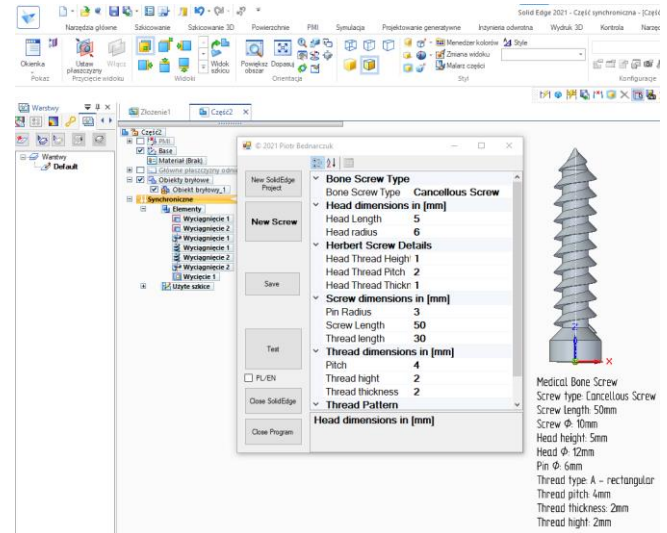 Solid Edge 2021 - Część synchroniczna - [Część
Narzędzia główne Szkicowanie Szkicowanie 3D Powierzchnie PMI Symulacja Projektowanie generatywne Inżynieria odwrotna Wydruk 3D Kontrola Narzę
Okienka
Ustaw płaszczyzny
Włącz
Widok szkicu
Powiększ obszar
Dopasuj
Menedżer kolorów
Style
Zmiana widoku
Malarz części
Pokaż Przycięcie widoku Widoki Orientacja Styl Konfiguracje
Warstwy
Złożenie1
Część2
Warstwy
Default
Część2
PMI
Base
Materiał (Brak)
Główne płaszczyzny odnie
Obiekty bryłowe
Obiekt bryłowy_1
Synchroniczne
Elementy
Wyciągnięcie 1
Wyciągnięcie 2
Wyciągnięcie 1
Wyciągnięcie 1
Wyciągnięcie 2
Wyciągnięcie 2
Wycięcie 1
Użyte szkice
© 2021 Piotr Bednarczuk
New SolidEdge Project
New Screw
Save
Test
PL/EN
Close SolidEdge
Close Program
Bone Screw Type
Bone Screw Type Cancellous Screw
Head dimensions in [mm]
Head Length 5
Head radius 6
Herbert Screw Details
Head Thread Heigh 1
Head Thread Pitch 2
Head Thread Thickn 1
Screw dimensions in [mm]
Pin Radius 3
Screw Length 50
Thread length 30
Thread dimensions in [mm]
Pitch 4
Thread hight 2
Thread thickness 2
Thread Pattern
Head dimensions in [mm]
Z
X
Medical Bone Screw
Screw type: Cancellous Screw
Screw length: 50mm
Screw Φ: 10mm
Head height: 5mm
Head Φ: 12mm
Pin Φ: 6mm
Thread type: A - rectangular
Thread pitch: 4mm
Thread thickness: 2mm
Thread hight: 2mm